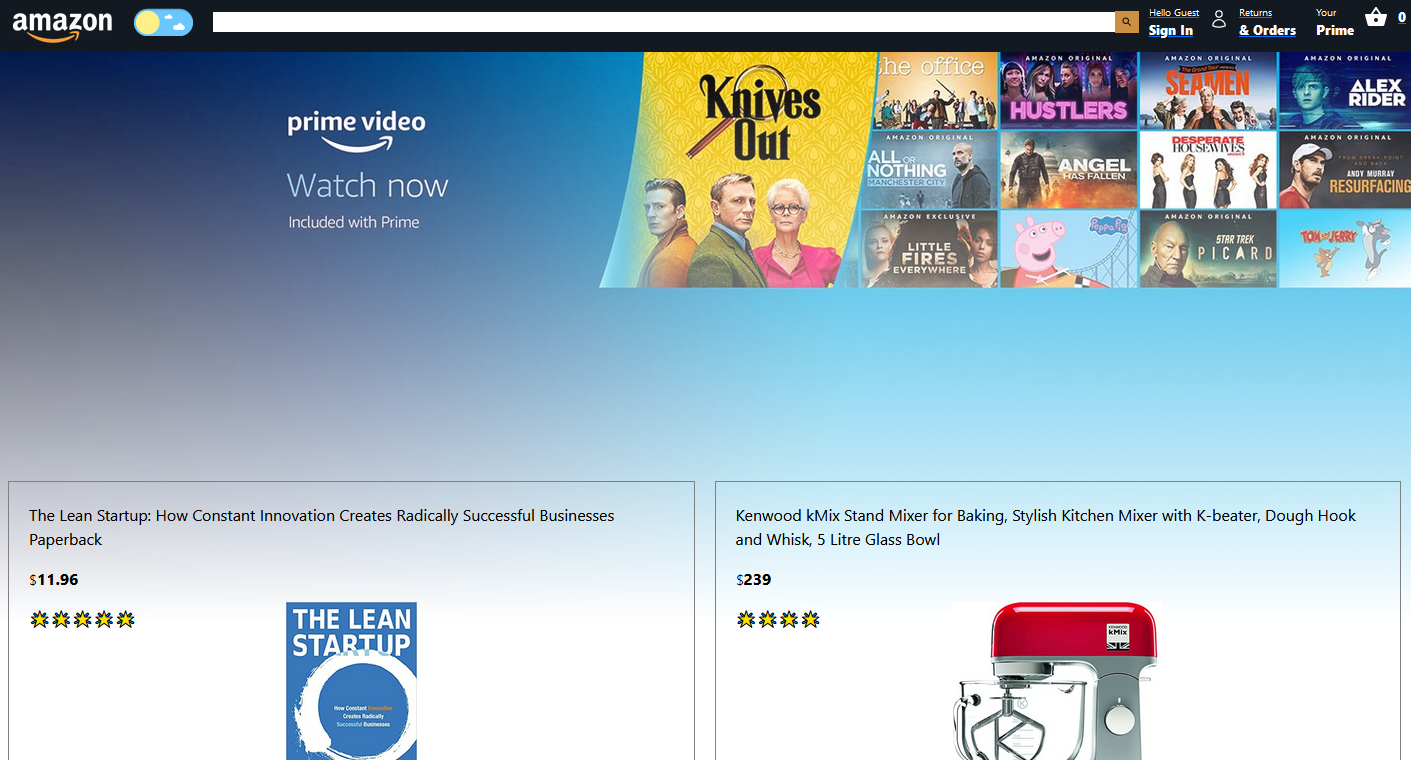 amazon
Hello Guest
Sign In
Returns
& Orders
Your
Prime
0
prime video
Watch now
Included with Prime
Knives
Out
the office
AMAZON ORIGINAL
HUSTLERS
AMAZON ORIGINAL
The Grand Tour
SEAMEN
AMAZON ORIGINAL
ALEX
RIDER
AMAZON ORIGINAL
ALL OR
NOTHING
MANCHESTER CITY
ANGEL
HAS FALLEN
DESPERATE
HOUSEWIVES
AMAZON ORIGINAL
FROM BREAK POINT
AND BACK
ANDY MURRAY
RESURFACING
AMAZON EXCLUSIVE
LITTLE
FIRES
EVERYWHERE
Peppa Pig
AMAZON ORIGINAL
STAR TREK
PICARD
TOM and JERRY
The Lean Startup: How Constant Innovation Creates Radically Successful Businesses
Paperback
$11.96
THE LEAN
STARTUP
How Constant Innovation
Creates Radically
Successful Businesses
Kenwood kMix Stand Mixer for Baking, Stylish Kitchen Mixer with K-beater, Dough Hook
and Whisk, 5 Litre Glass Bowl
$239
KENWOOD
kMix